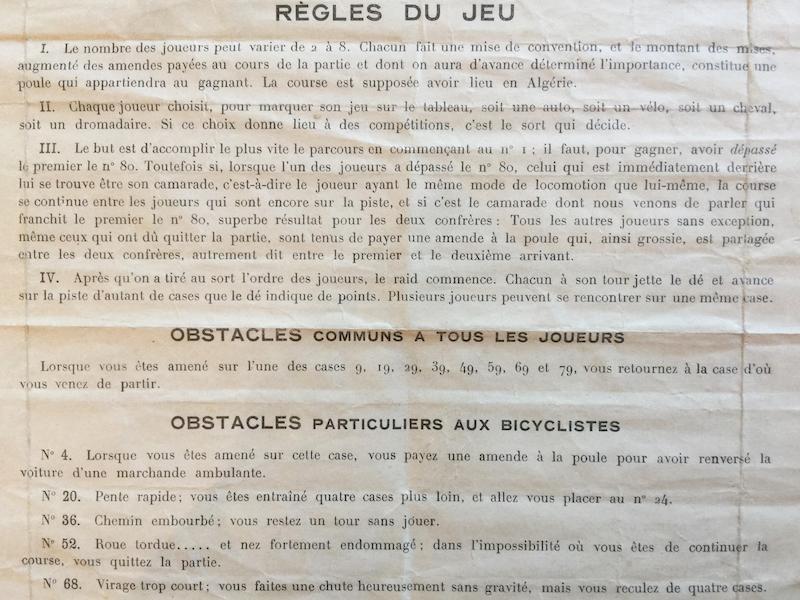 RÈGLES DU JEU
I. Le nombre des joueurs peut varier de 2 à 8. Chacun fait une mise de convention, et le montant des mises,
augmenté des amendes payées au cours de la partie et dont on aura d'avance déterminé l'importance, constitue une
poule qui appartiendra au gagnant. La course est supposée avoir lieu en Algérie.
II. Chaque joueur choisit, pour marquer son jeu sur le tableau, soit une auto, soit un vélo, soit un cheval,
soit un dromadaire. Si ce choix donne lieu à des compétitions, c'est le sort qui décide.
III. Le but est d'accomplir le plus vite le parcours en commençant au n° 1 ; il faut, pour gagner, avoir dépassé
le premier le n° 80. Toutefois si, lorsque l'un des joueurs a dépassé le n° 80, celui qui est immédiatement derrière
lui se trouve être son camarade, c'est-à-dire le joueur ayant le même mode de locomotion que lui-même, la course
se continue entre les joueurs qui sont encore sur la piste, et si c'est le camarade dont nous venons de parler qui
franchit le premier le n° 80, superbe résultat pour les deux confrères : Tous les autres joueurs sans exception,
même ceux qui ont dû quitter la partie, sont tenus de payer une amende à la poule qui, ainsi grossie, est partagée
entre les deux confrères, autrement dit entre le premier et le deuxième arrivant.
IV. Après qu'on a tiré au sort l'ordre des joueurs, le raid commence. Chacun à son tour jette le dé et avance
sur la piste d'autant de cases que le dé indique de points. Plusieurs joueurs peuvent se rencontrer sur une même case.
OBSTACLES COMMUNS A TOUS LES JOUEURS
Lorsque vous êtes amené sur l'une des cases 9, 19, 29, 39, 49, 59, 69 et 79, vous retournez à la case d'où
vous venez de partir.
OBSTACLES PARTICULIERS AUX BICYCLISTES
N° 4. Lorsque vous êtes amené sur cette case, vous payez une amende à la poule pour avoir renversé la
voiture d'une marchande ambulante.
N° 20. Pente rapide ; vous êtes entraîné quatre cases plus loin, et allez vous placer au n° 24.
N° 36. Chemin embourbé ; vous restez un tour sans jouer.
N° 52. Roue tordue..... et nez fortement endommagé ; dans l'impossibilité où vous êtes de continuer la
course, vous quittez la partie.
N° 68. Virage trop court ; vous faites une chute heureusement sans gravité, mais vous reculez de quatre cases.